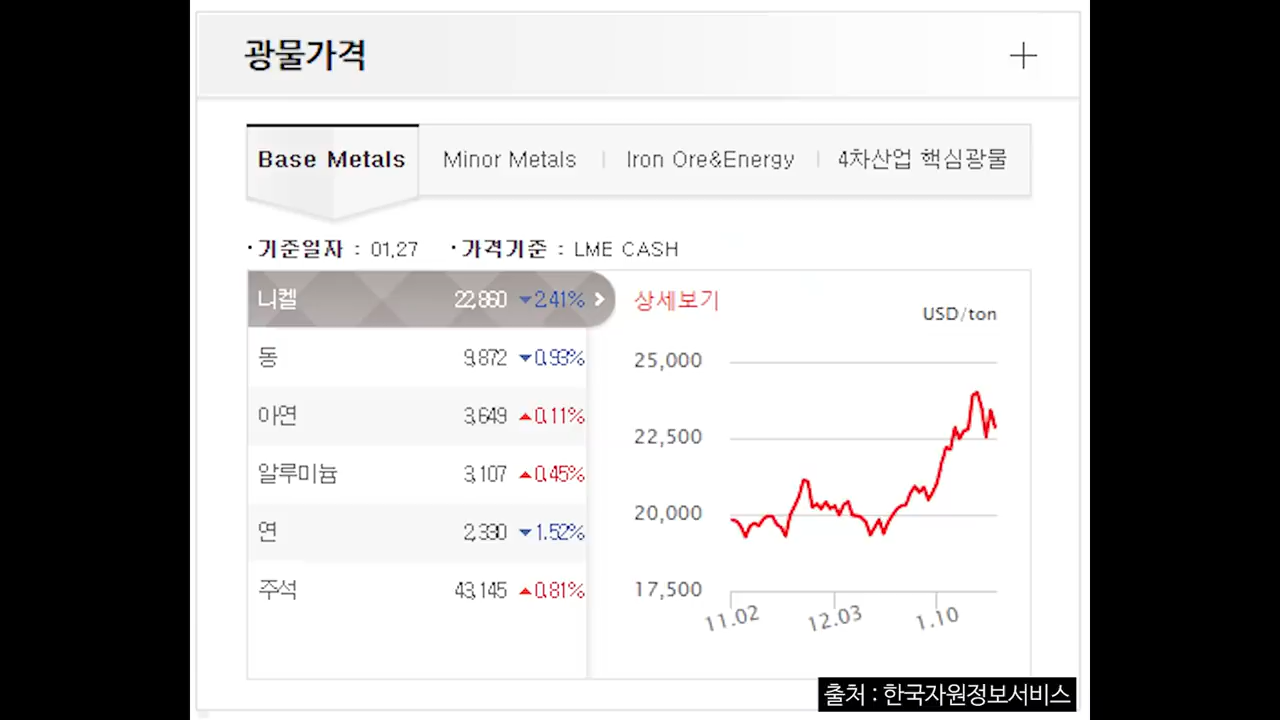 광물가격
Base Metals Minor Metals | Iron Ore&Energy | 4차산업 핵심광물
·기준일자 : 01.27 ·가격기준 : LME CASH
니켈 22,860 ▼2.41% 상세보기
USD/ton
동 9,872 ▼0.93%
아연 3,649 ▲0.11%
알루미늄 3,107 ▲0.45%
연 2,330 ▼1.52%
주석 43,145 ▲0.81%
25,000
22,500
20,000
17,500
11.02 12.03 1.10
출처 : 한국자원정보서비스